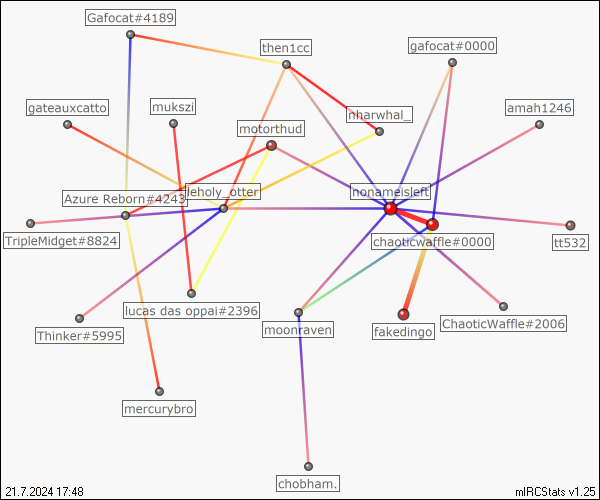 Gafocat#4189
then1cc
gafocat#0000
gateauxcatto
mukszi
nharwhal_
amah1246
motorthud
Azure Reborn#4243
leholy_otter
nonameisleft
TripleMidget#8824
chaoticwaffle#0000
tt532
Thinker#5995
lucas das oppai#2396
moonraven
fakedingo
ChaoticWaffle#2006
mercurybro
chobham.
21.7.2024 17:48
mIRCStats v1.25